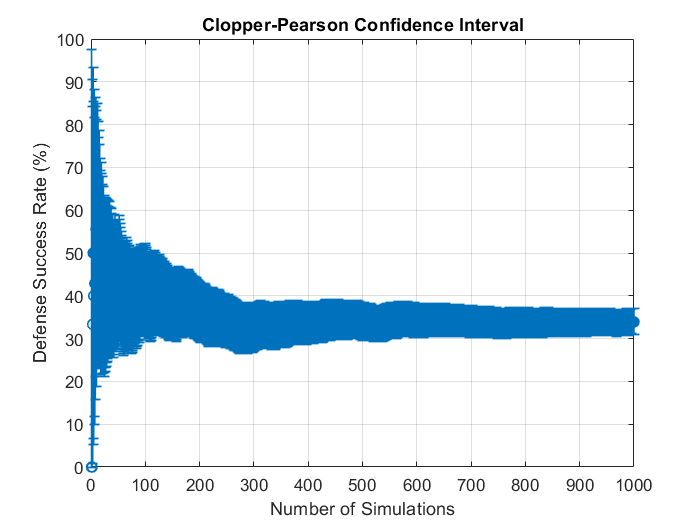 Clopper-Pearson Confidence Interval
Defense Success Rate (%)
100
90
80
70
60
50
40
30
20
10
0
0 100 200 300 400 500 600 700 800 900 1000
Number of Simulations